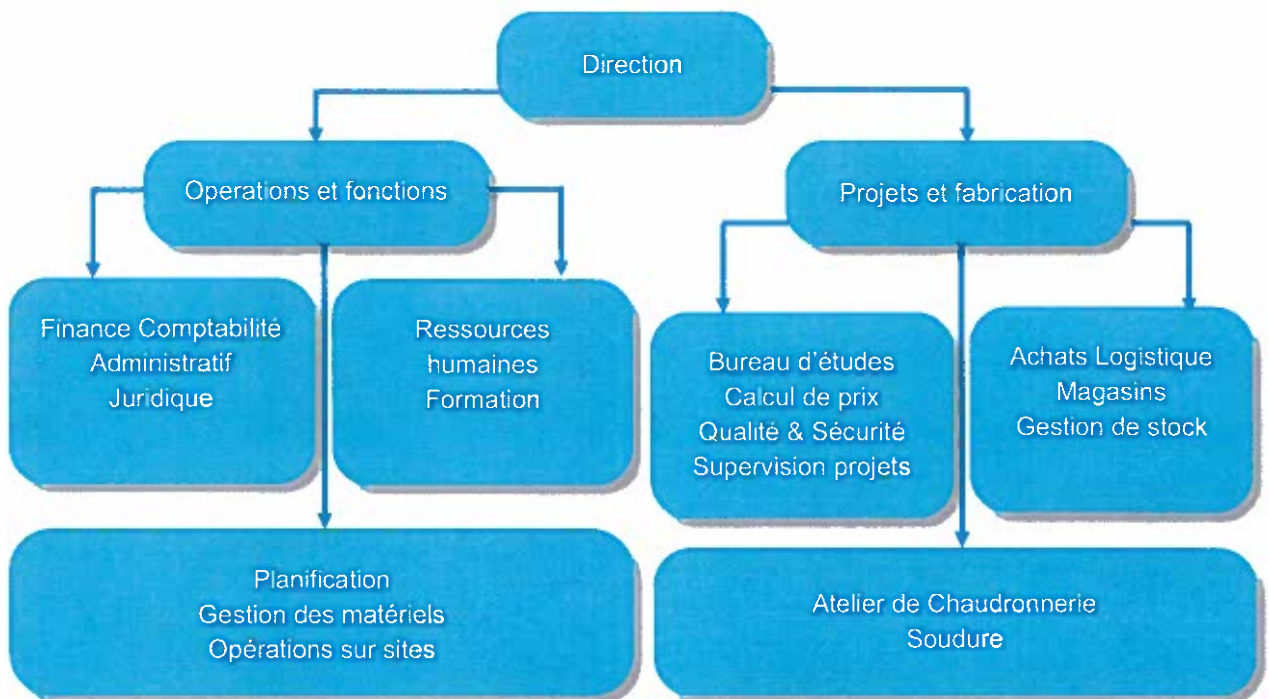 Direction
Operations et fonctions
Projets et fabrication
Finance Comptabilité
Administratif
Juridique
Ressources
humaines
Formation
Bureau d'études
Calcul de prix
Qualité & Sécurité
Supervision projets
Achats Logistique
Magasins
Gestion de stock
Planification
Gestion des matériels
Opérations sur sites
Atelier de Chaudronnerie
Soudure